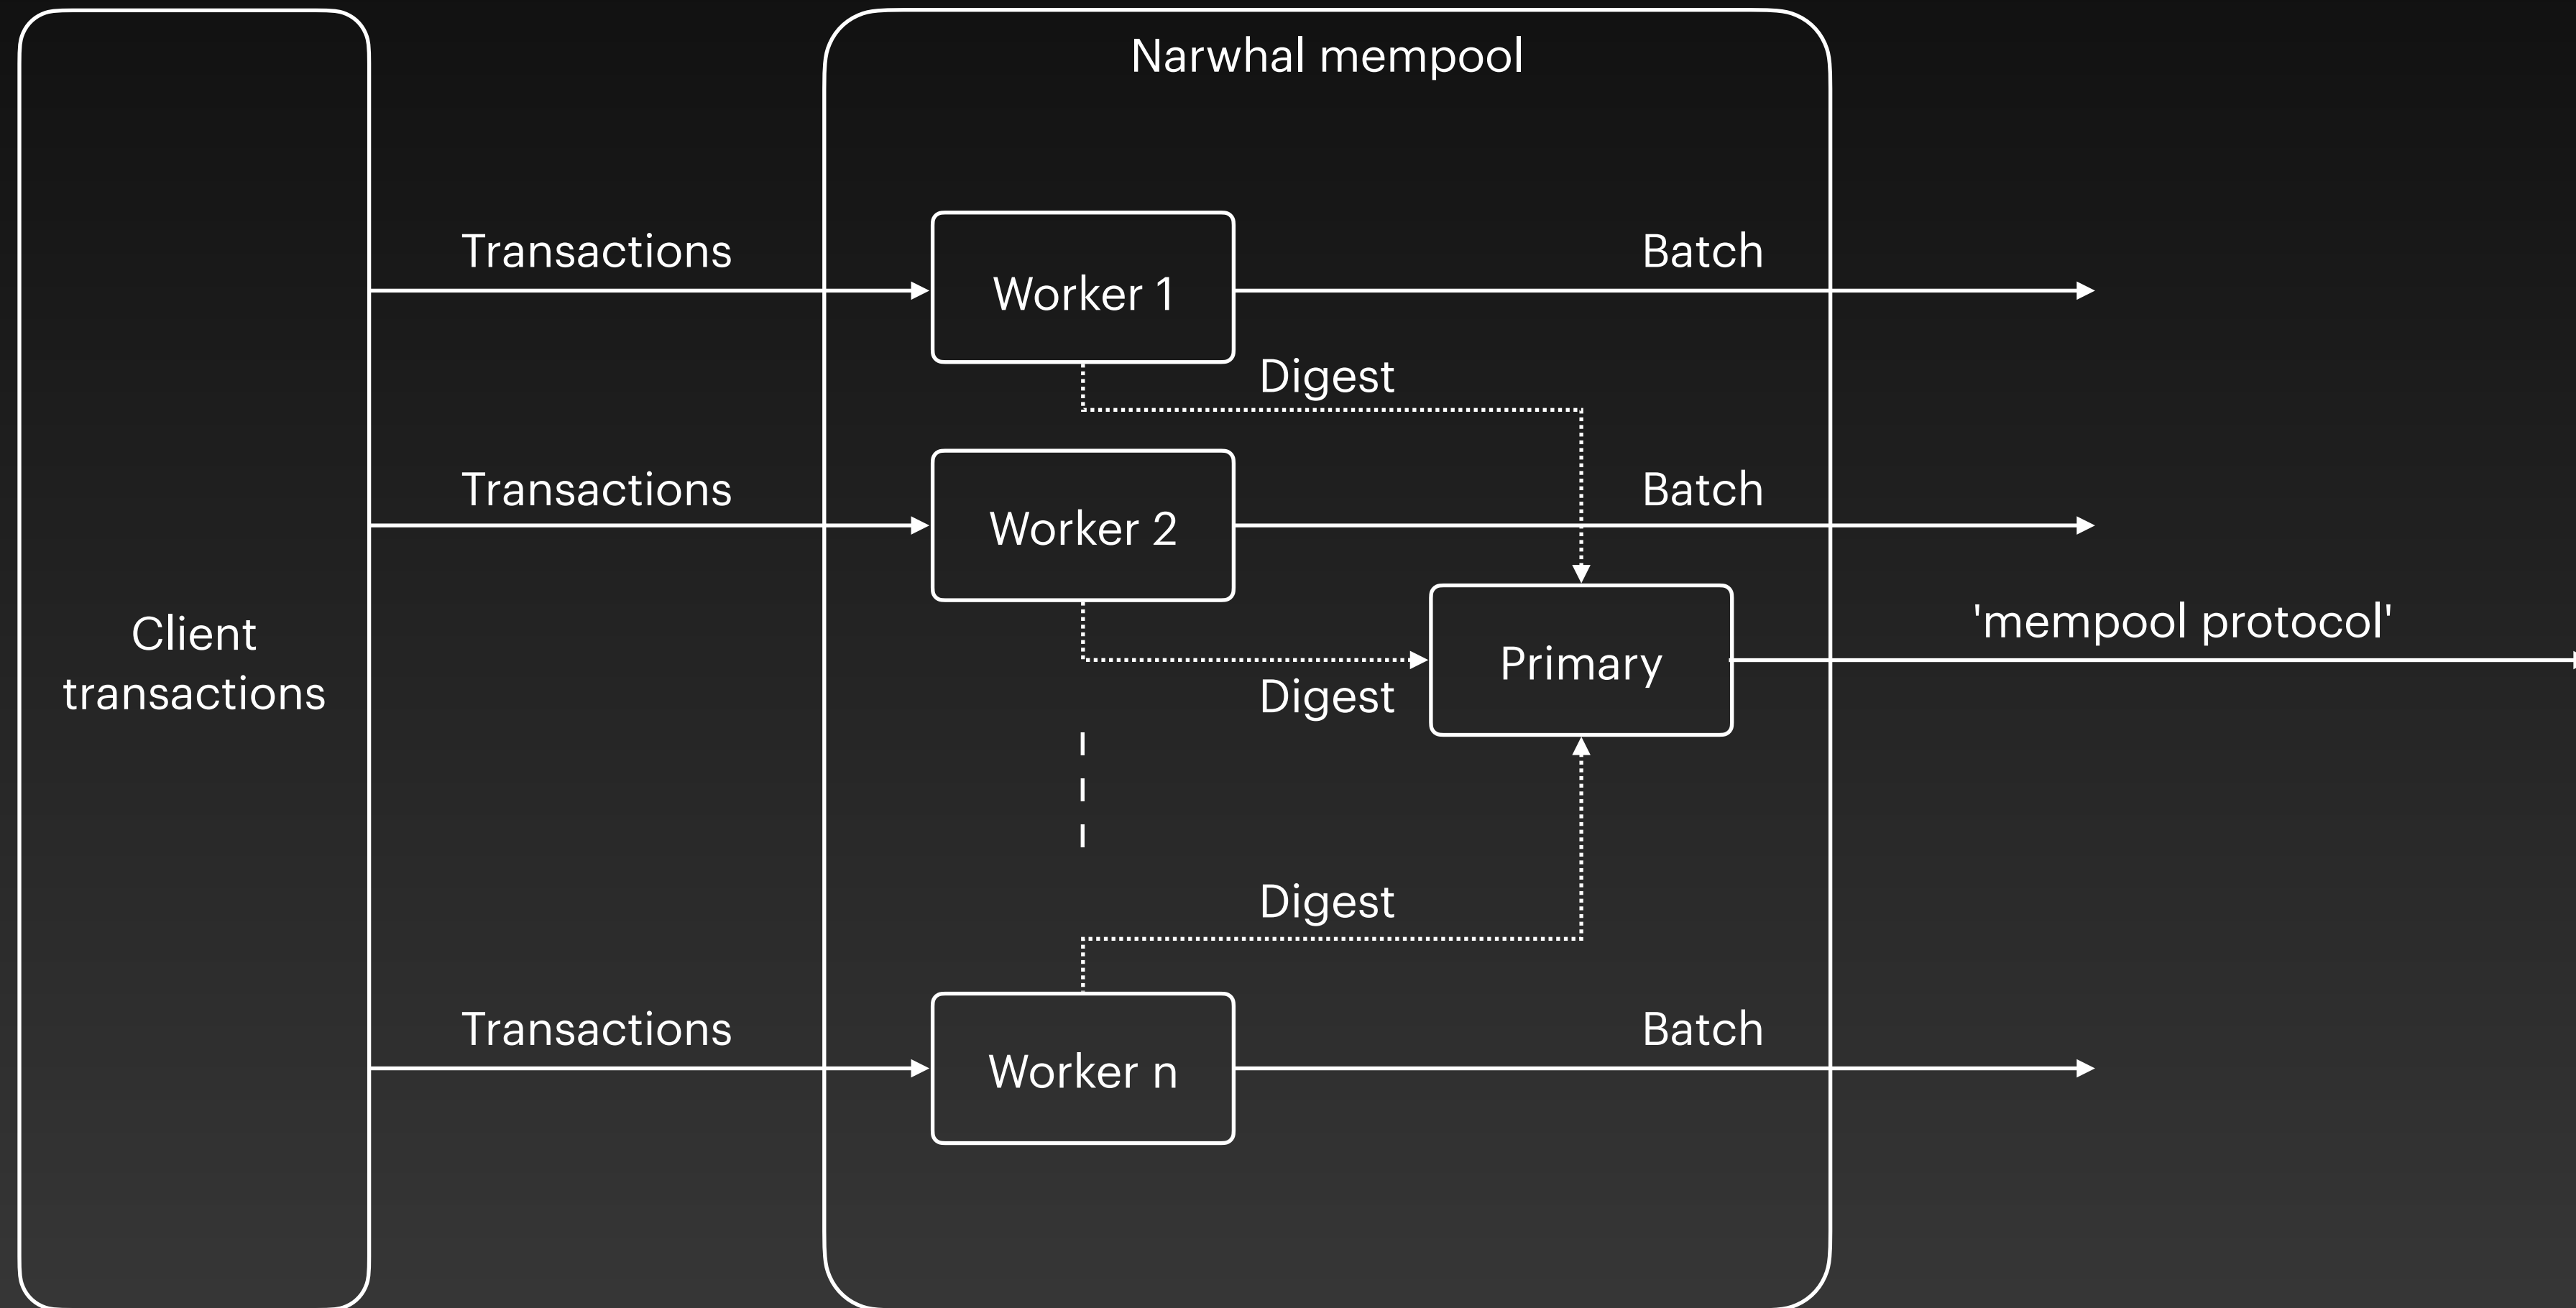 Narwhal mempool
Transactions
Batch
Worker 1
Digest
Transactions
Batch
Worker 2
Client
transactions
'mempool protocol'
Primary
Digest
Digest
Transactions
Batch
Worker n